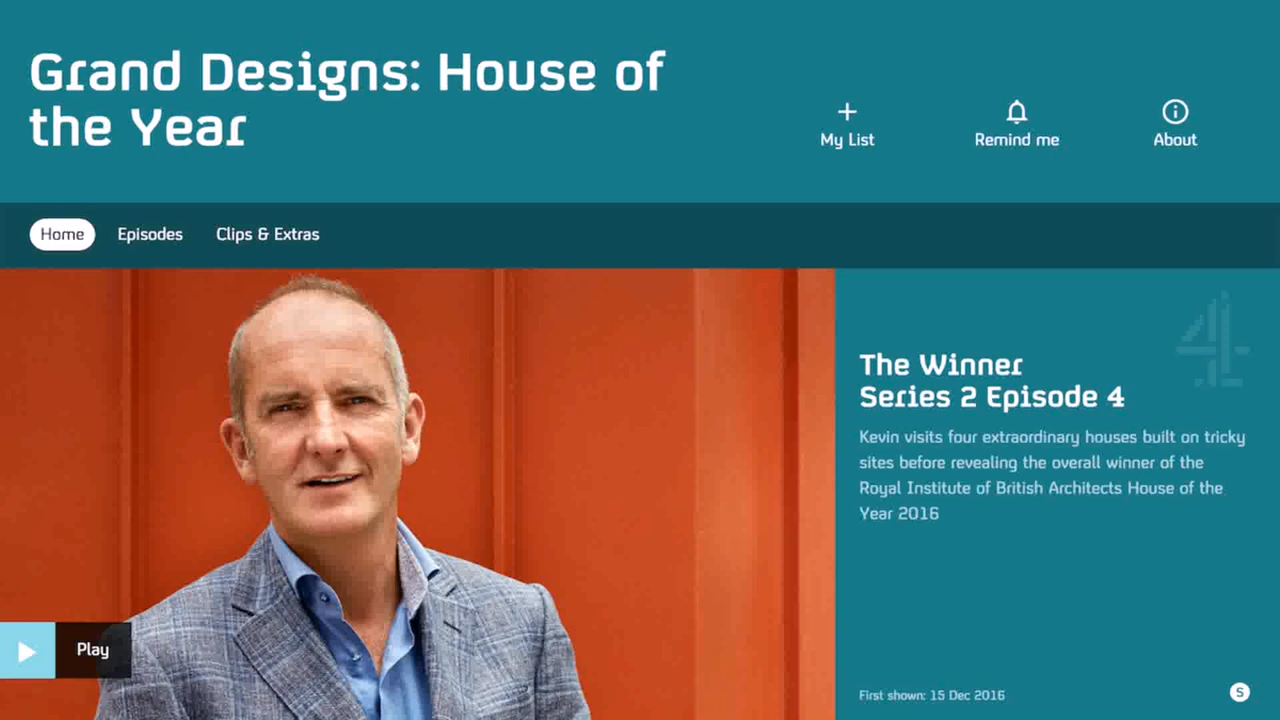 Grand Designs: House of
the Year
My List
Remind me
About
Home
Episodes
Clips & Extras
4
The Winner
Series 2 Episode 4
Kevin visits four extraordinary houses built on tricky
sites before revealing the overall winner of the
Royal Institute of British Architects House of the
Year 2016
Play
First shown: 15 Dec 2016
S